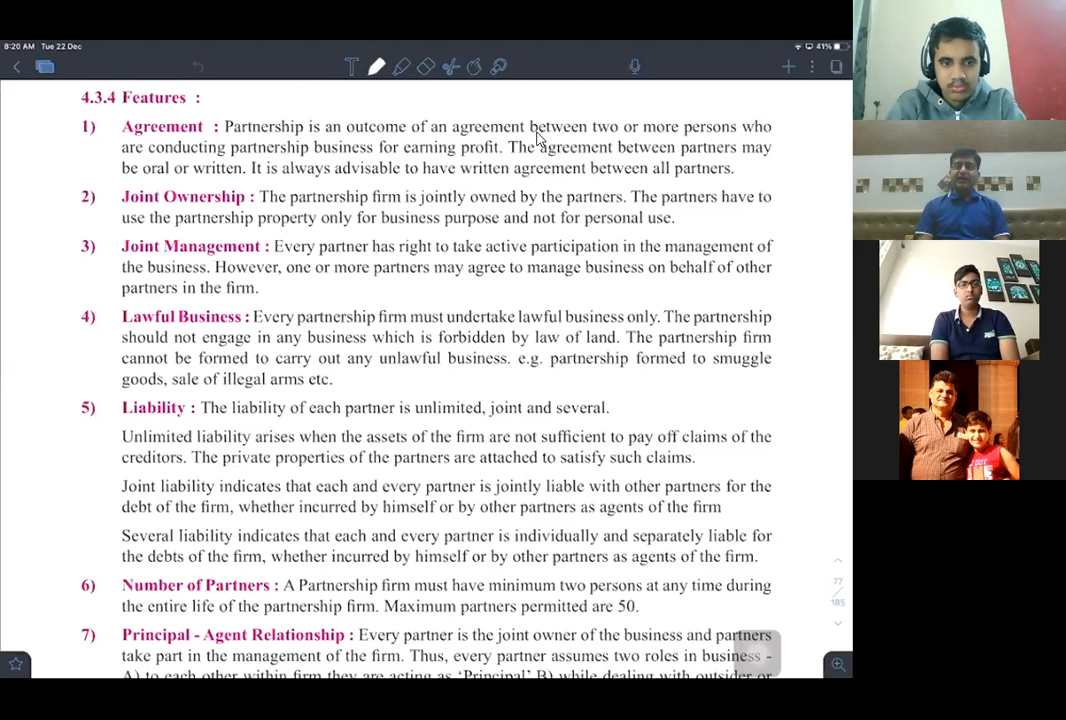 8:20 AM Tue 22 Dec
41%
4.3.4 Features :
1) Agreement : Partnership is an outcome of an agreement between two or more persons who
are conducting partnership business for earning profit. The agreement between partners may
be oral or written. It is always advisable to have written agreement between all partners.
2) Joint Ownership : The partnership firm is jointly owned by the partners. The partners have to
use the partnership property only for business purpose and not for personal use.
3) Joint Management : Every partner has right to take active participation in the management of
the business. However, one or more partners may agree to manage business on behalf of other
partners in the firm.
4) Lawful Business : Every partnership firm must undertake lawful business only. The partnership
should not engage in any business which is forbidden by law of land. The partnership firm
cannot be formed to carry out any unlawful business. e.g. partnership formed to smuggle
goods, sale of illegal arms etc.
5) Liability : The liability of each partner is unlimited, joint and several.
Unlimited liability arises when the assets of the firm are not sufficient to pay off claims of the
creditors. The private properties of the partners are attached to satisfy such claims.
Joint liability indicates that each and every partner is jointly liable with other partners for the
debt of the firm, whether incurred by himself or by other partners as agents of the firm
Several liability indicates that each and every partner is individually and separately liable for
the debts of the firm, whether incurred by himself or by other partners as agents of the firm.
6) Number of Partners : A Partnership firm must have minimum two persons at any time during
the entire life of the partnership firm. Maximum partners permitted are 50.
77
185
7) Principal - Agent Relationship : Every partner is the joint owner of the business and partners
take part in the management of the firm. Thus, every partner assumes two roles in business -
A) to each other within firm they are acting as 'Principal' B) while dealing with outsider or